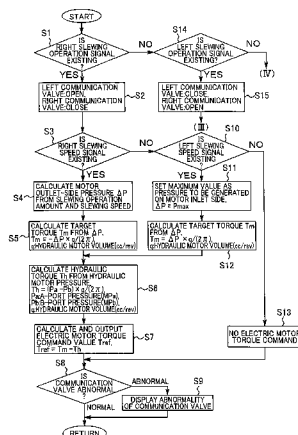 START
S1
IS
RIGHT SLEWING
OPERATION SIGNAL
EXISTING
?
NO
YES
S14
IS
LEFT SLEWING
OPERATION SIGNAL
EXISTING?
NO
(IV)
YES
LEFT COMMUNICATION
VALVE:OPEN,
RIGHT COMMUNICATION
VALVE:CLOSE
S2
LEFT COMMUNICATION
VALVE:CLOSE,
RIGHT COMMUNICATION
VALVE:OPEN
S15
(III)
S3
IS
RIGHT SLEWING
SPEED SIGNAL
EXISTING
?
NO
YES
S10
IS
LEFT SLEWING
SPEED SIGNAL
EXISTING
?
NO
YES
S11
S4
CALCULATE MOTOR
OUTLET-SIDE PRESSURE ΔP
FROM SLEWING OPERATION
AMOUNT AND SLEWING SPEED
SET MAXIMUM VALUE AS
PRESSURE TO BE GENERATED
ON MOTOR INLET SIDE.
ΔP = Pmax
S5
CALCULATE TARGET
TORQUE Tm FROM ΔP.
Tm = -ΔP × q/(2π),
q:HYDRAULIC MOTOR VOLUME(cc/rev)
CALCULATE TARGET TORQUE Tm
FROM ΔP.
Tm = ΔP × q/(2π),
q:HYDRAULIC MOTOR VOLUME(cc/rev)
S12
CALCULATE HYDRAULIC
TORQUE Th FROM HYDRAULIC
MOTOR PRESSURE.
Th = (Pa -Pb) × q/(2π),
Pa:A-PORT PRESSURE(MPa),
Pb:B-PORT PRESSURE(MPa),
q:HYDRAULIC MOTOR VOLUME(cc/rev)
S6
CALCULATE AND OUTPUT
ELECTRIC MOTOR TORQUE
COMMAND VALUE Tref,
Tref = Tm -Th
S7
S13
NO ELECTRIC MOTOR
TORQUE COMMAND
S8
IS
COMMUNICATION
VALVE ABNORMAL
?
ABNORMAL
NORMAL
S9
DISPLAY ABNORMALITY
OF COMMUNICATION VALVE
RETURN